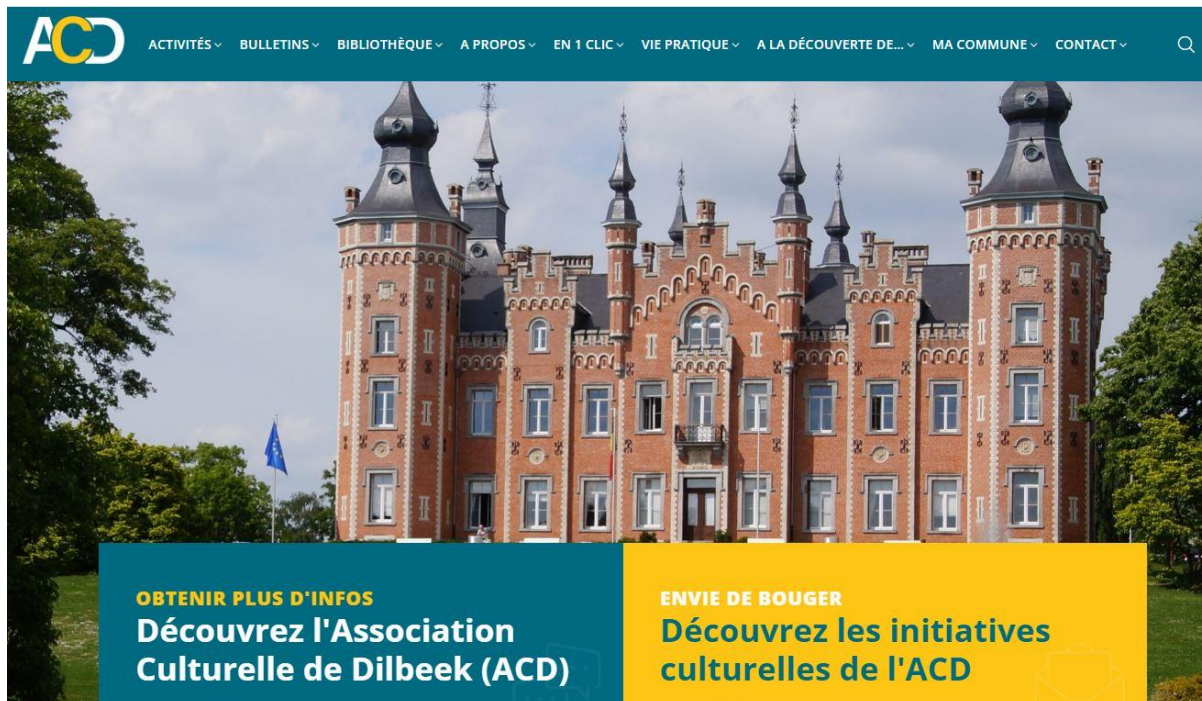 ACD
ACTIVITÉS BULLETINS BIBLIOTHÈQUE A PROPOS EN 1 CLIC VIE PRATIQUE A LA DÉCOUVERTE DE... MA COMMUNE CONTACT
OBTENIR PLUS D'INFOS
Découvrez l'Association
Culturelle de Dilbeek (ACD)
ENVIE DE BOUGER
Découvrez les initiatives
culturelles de l'ACD